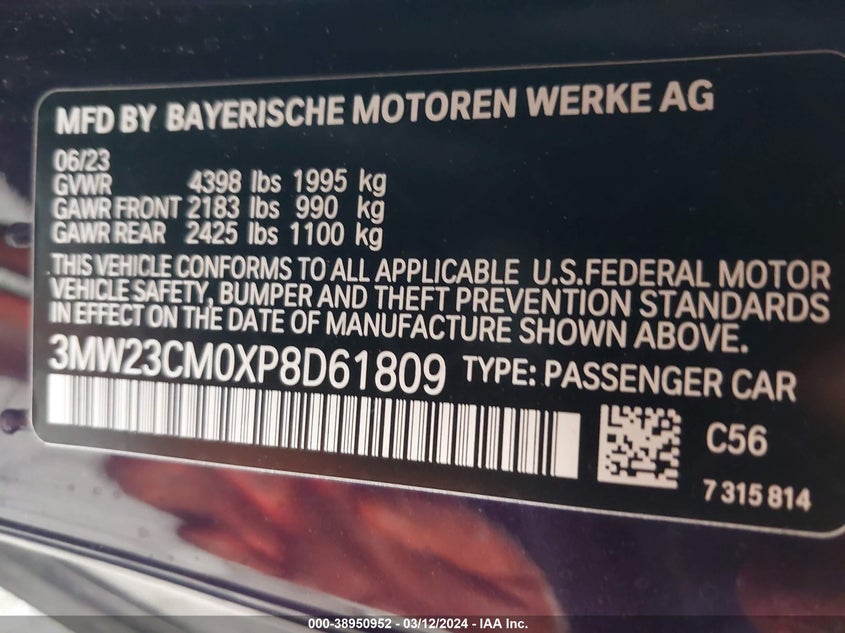 MFD BY BAYERISCHE MOTOREN WERKE AG
06/23
GVWR 4398 lbs 1995 kg
GAWR FRONT 2183 lbs 990 kg
GAWR REAR 2425 lbs 1100 kg
THIS VEHICLE CONFORMS TO ALL APPLICABLE U.S.FEDERAL MOTOR
VEHICLE SAFETY, BUMPER AND THEFT PREVENTION STANDARDS
IN EFFECT ON THE DATE OF MANUFACTURE SHOWN ABOVE.
3MW23CM0XP8D61809 TYPE: PASSENGER CAR
C56
7 315 814
000-38950952 - 03/12/2024 - IAA Inc.